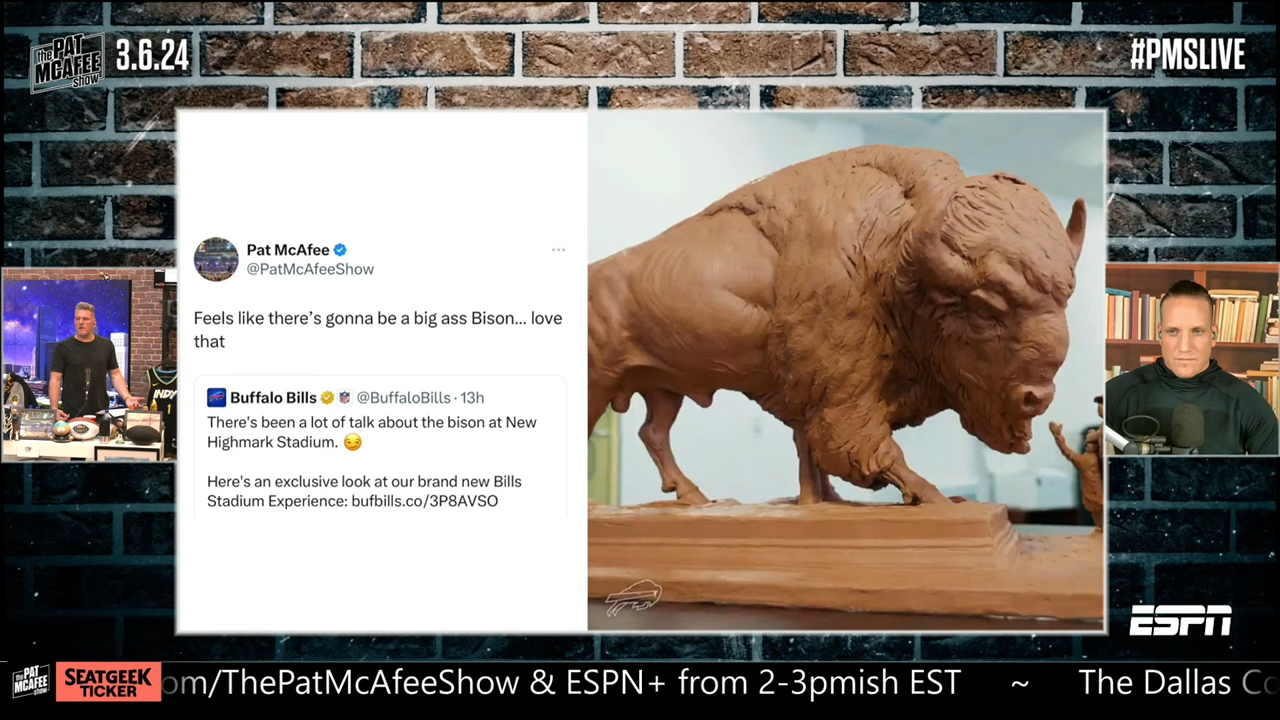 the PAT MCAFEE show
3.6.24
#PMSLIVE
Pat McAfee
@PatMcAfeeShow
Feels like there's gonna be a big ass Bison... love
that
Buffalo Bills @BuffaloBills · 13h
There's been a lot of talk about the bison at New
Highmark Stadium. 😏
Here's an exclusive look at our brand new Bills
Stadium Experience: bufbills.co/3P8AVSO
INDY
ESPN
the PAT MCAFEE show
SEATGEEK
TICKER
om/ThePatMcAfeeShow & ESPN+ from 2-3pmish EST ~ The Dallas Co